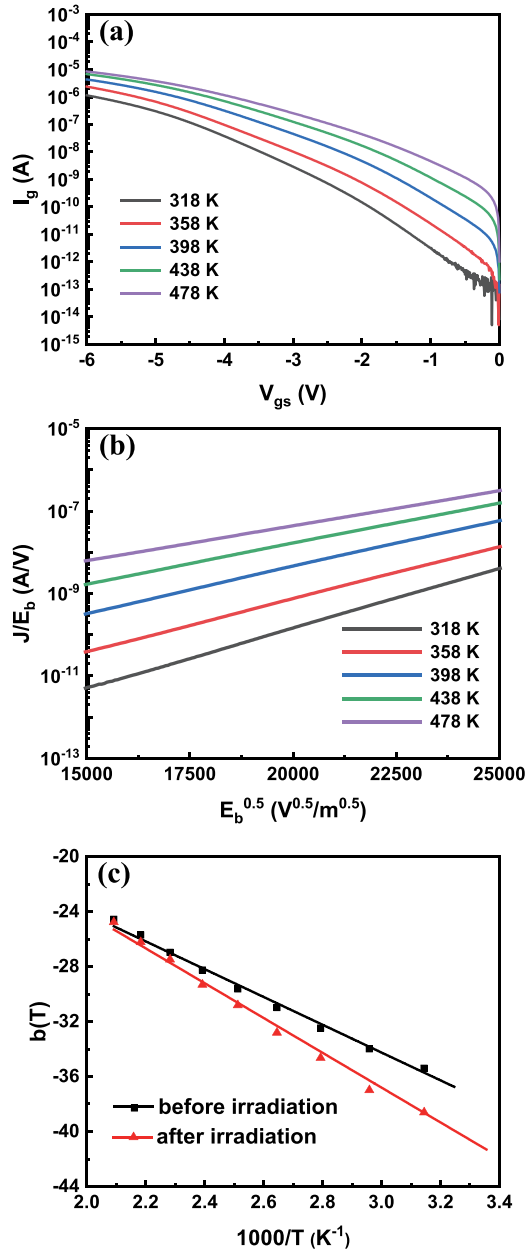 (a)
10⁻³
10⁻⁴
10⁻⁵
10⁻⁶
10⁻⁷
10⁻⁸
10⁻⁹
10⁻¹⁰
10⁻¹¹
10⁻¹²
10⁻¹³
10⁻¹⁴
10⁻¹⁵
I_g (A)
318 K
358 K
398 K
438 K
478 K
-6 -5 -4 -3 -2 -1 0
V_gs (V)
(b)
10⁻⁵
10⁻⁷
10⁻⁹
10⁻¹¹
10⁻¹³
J/E_b (A/V)
318 K
358 K
398 K
438 K
478 K
15000 17500 20000 22500 25000
E_b^0.5 (V^0.5/m^0.5)
(c)
-20
-24
-28
-32
-36
-40
-44
b(T)
before irradiation
after irradiation
2.0 2.2 2.4 2.6 2.8 3.0 3.2 3.4
1000/T (K⁻¹)